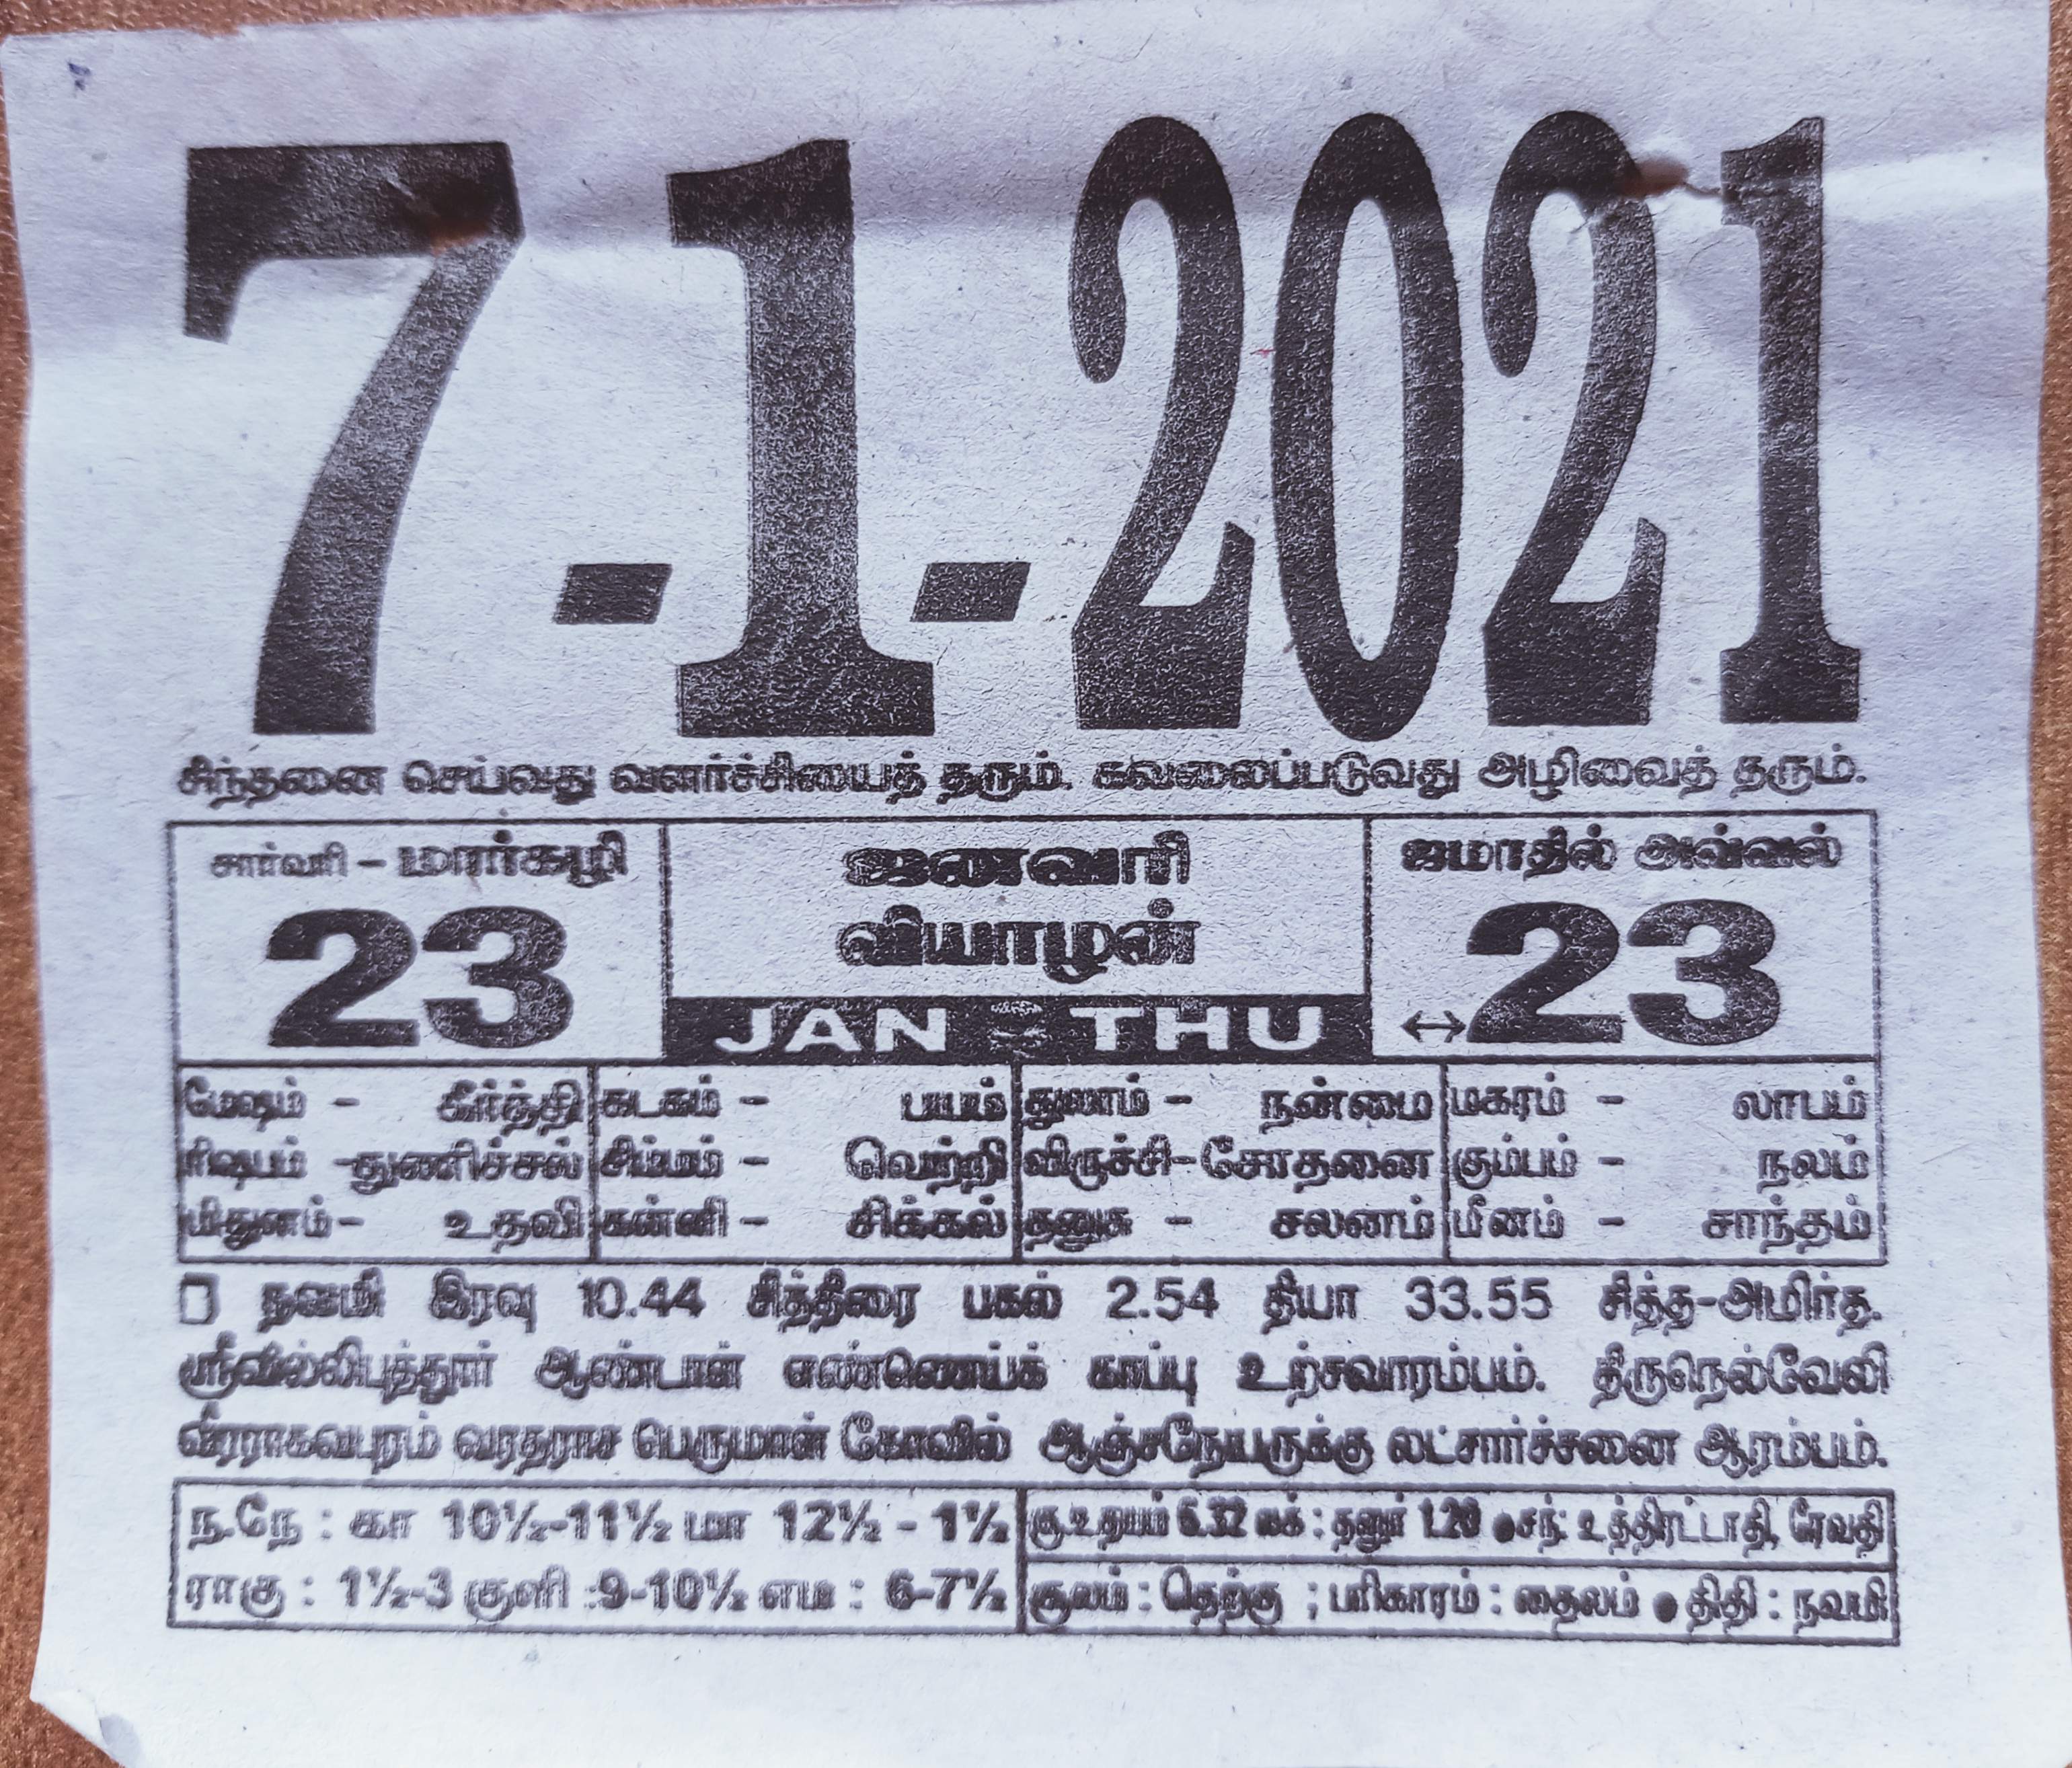 7-1-2021
சிந்தனை செய்வது வளர்ச்சியைத் தரும். கவலைப்படுவது அழிவைத் தரும்.
சார்வரி - மார்கழி ஜனவரி ஜமாதில் அவ்வல்
23 வியாழன் 23
JAN THU ↔
மேஷம் - கீர்த்தி கடகம் - பயம் துலாம் - நன்மை மகரம் - லாபம்
ரிஷபம் -துணிச்சல் சிம்மம் - வெற்றி விருச்சி-சோதனை கும்பம் - நலம்
மிதுனம்- உதவி கன்னி - சிக்கல் தனுசு - சலனம் மீனம் - சாந்தம்
நவமி இரவு 10.44 சித்திரை பகல் 2.54 தியா 33.55 சித்த-அமிர்த.
ஸ்ரீவில்லிபுத்தூர் ஆண்டாள் எண்ணெய்க் காப்பு உற்சவாரம்பம். திருநெல்வேலி
வீரராகவபுரம் வரதராச பெருமாள் கோவில் ஆஞ்சநேயருக்கு லட்சார்ச்சனை ஆரம்பம்.
ந.நே : கா 10½-11½ மா 12½ - 1½ சூ.உதயம் 6.32 லக் : தனுர் 1.20 ●சந்: உத்திரட்டாதி, ரேவதி
ராகு : 1½-3 குளி :9-10½ எம : 6-7½ சூலம் : தெற்கு ; பரிகாரம் : தைலம் ● திதி : நவமி